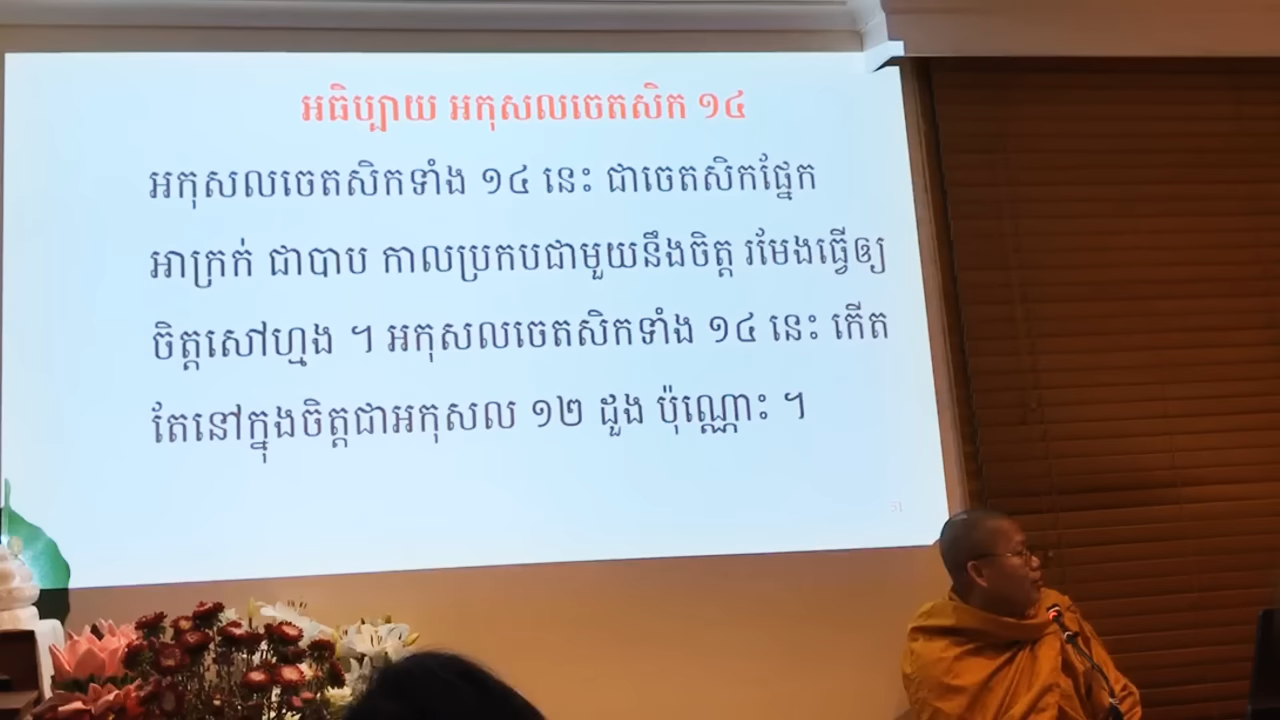 អធិប្បាយ អកុសលចេតសិក ១៤
អកុសលចេតសិកទាំង ១៤ នេះ ជាចេតសិកផ្នែក
អាក្រក់ ជាបាប កាលប្រកបជាមួយនឹងចិត្ត រមែងធ្វើឲ្យ
ចិត្តសៅហ្មង ។ អកុសលចេតសិកទាំង ១៤ នេះ កើត
តែនៅក្នុងចិត្តជាអកុសល ១២ ដួង ប៉ុណ្ណោះ ។
51